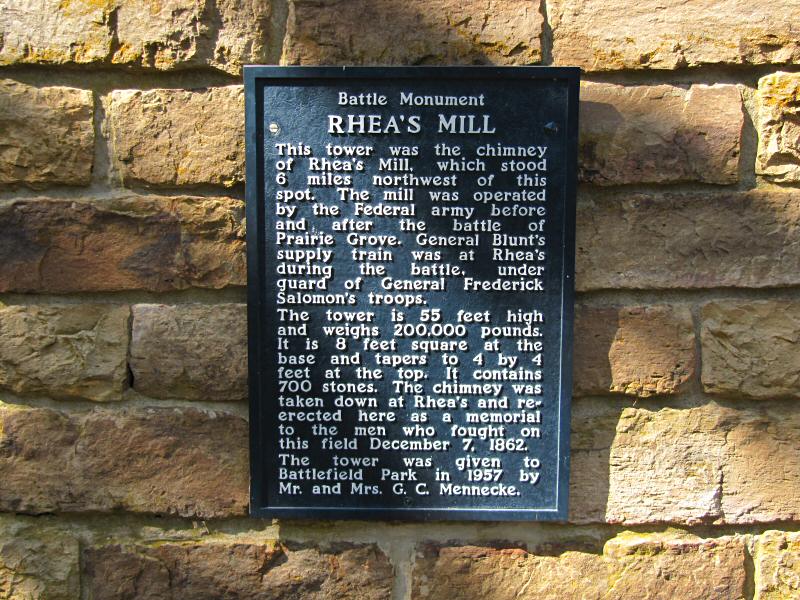 Battle Monument
RHEA'S MILL
This tower was the chimney
of Rhea's Mill, which stood
6 miles northwest of this
spot. The mill was operated
by the Federal army before
and after the battle of
Prairie Grove. General Blunt's
supply train was at Rhea's
during the battle, under
guard of General Frederick
Salomon's troops.
The tower is 55 feet high
and weighs 200,000 pounds.
It is 8 feet square at the
base and tapers to 4 by 4
feet at the top. It contains
700 stones. The chimney was
taken down at Rhea's and re-
erected here as a memorial
to the men who fought on
this field December 7, 1862.
The tower was given to
Battlefield Park in 1957 by
Mr. and Mrs. G. C. Mennecke.